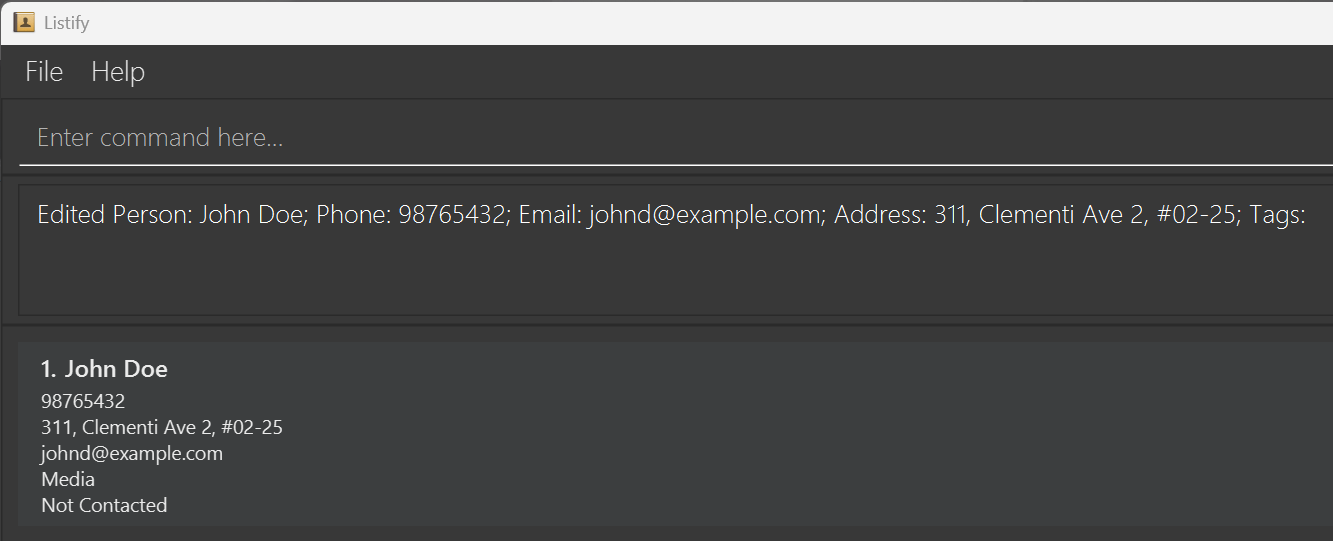 Listify
File Help
Enter command here...
Edited Person: John Doe; Phone: 98765432; Email: johnd@example.com; Address: 311, Clementi Ave 2, #02-25; Tags:
1. John Doe
98765432
311, Clementi Ave 2, #02-25
johnd@example.com
Media
Not Contacted